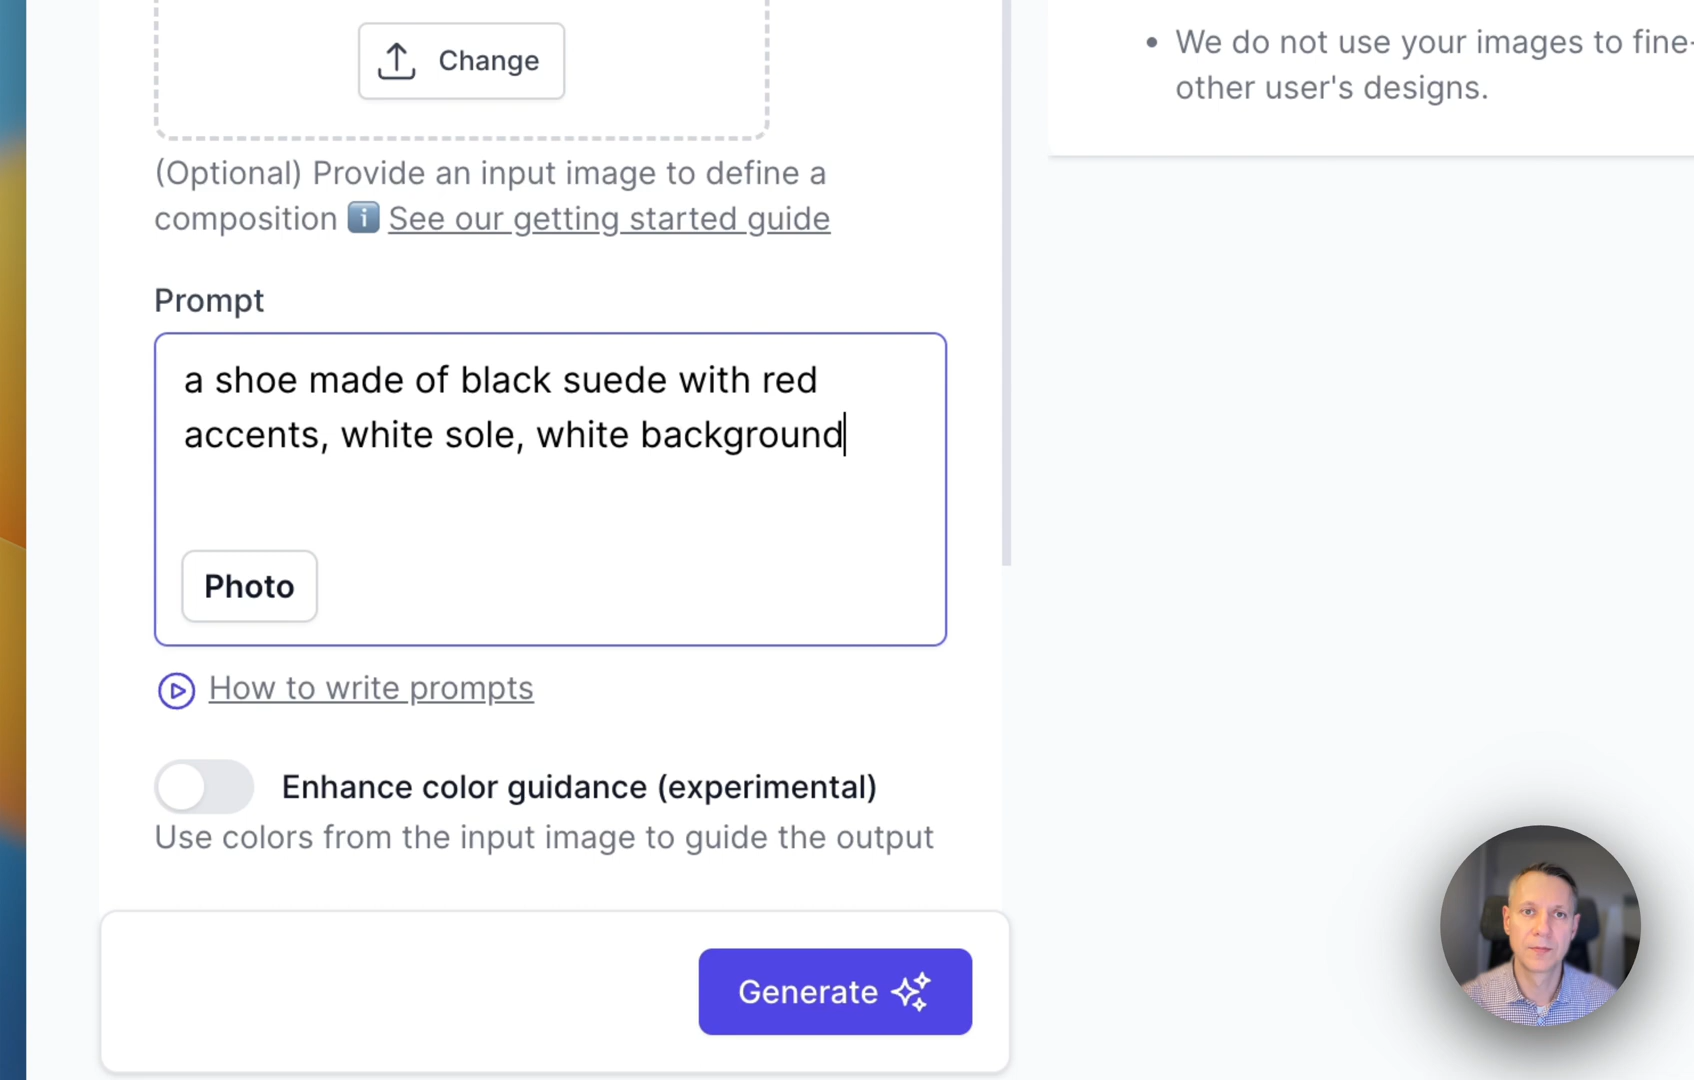 Change
(Optional) Provide an input image to define a
composition ℹ️ See our getting started guide
Prompt
a shoe made of black suede with red
accents, white sole, white background
Photo
How to write prompts
Enhance color guidance (experimental)
Use colors from the input image to guide the output
Generate
• We do not use your images to fine-
other user's designs.